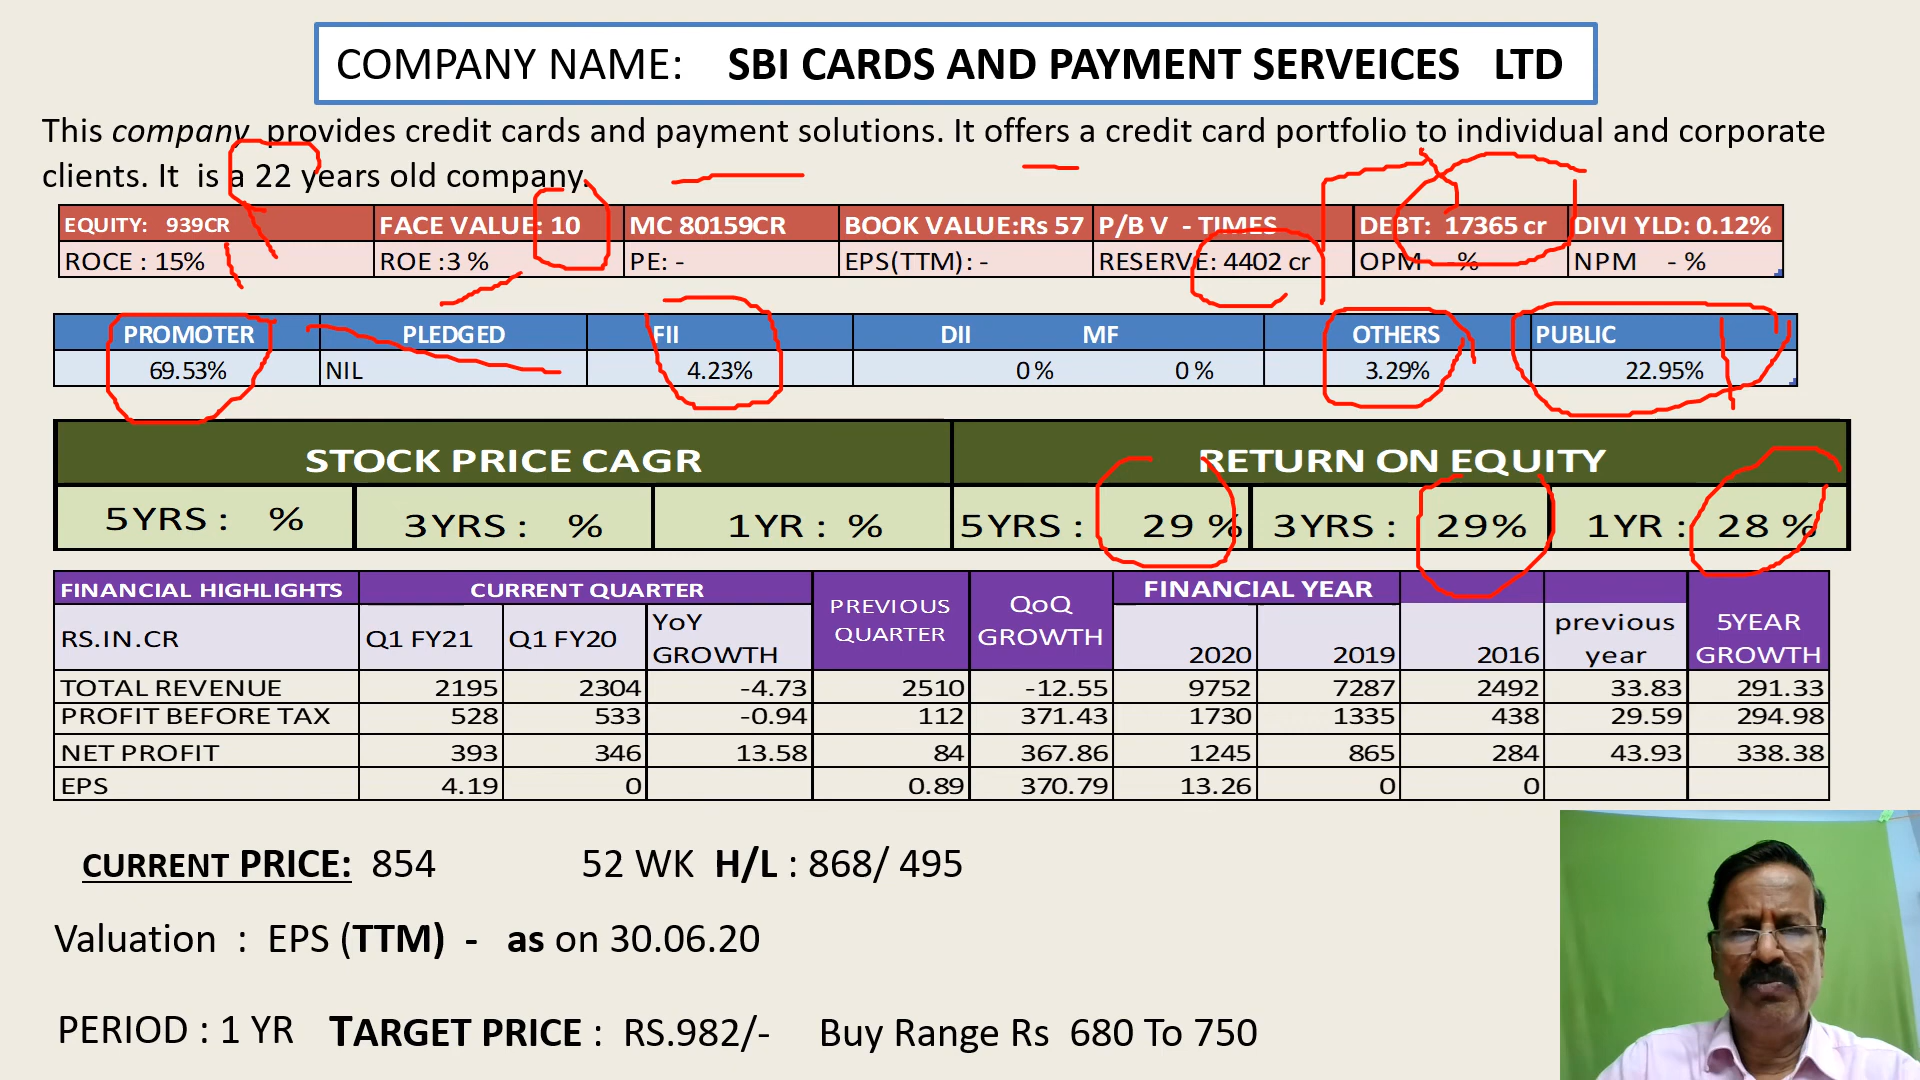 COMPANY NAME: SBI CARDS AND PAYMENT SERVEICES LTD
This company provides credit cards and payment solutions. It offers a credit card portfolio to individual and corporate
clients. It is a 22 years old company.
EQUITY: 939CR FACE VALUE: 10 MC 80159CR BOOK VALUE:Rs 57 P/B V - TIMES DEBT: 17365 cr DIVI YLD: 0.12%
ROCE : 15% ROE :3 % PE: - EPS(TTM) : - RESERVE: 4402 cr OPM -% NPM - %
PROMOTER PLEDGED FII DII MF OTHERS PUBLIC
69.53% NIL 4.23% 0 % 0 % 3.29% 22.95%
STOCK PRICE CAGR RETURN ON EQUITY
5YRS : % 3YRS : % 1YR : % 5YRS : 29 % 3YRS : 29% 1YR : 28 %
FINANCIAL HIGHLIGHTS CURRENT QUARTER PREVIOUS QUARTER QoQ GROWTH FINANCIAL YEAR
RS.IN.CR Q1 FY21 Q1 FY20 YoY GROWTH 2020 2019 2016 previous year 5YEAR GROWTH
TOTAL REVENUE 2195 2304 -4.73 2510 -12.55 9752 7287 2492 33.83 291.33
PROFIT BEFORE TAX 528 533 -0.94 112 371.43 1730 1335 438 29.59 294.98
NET PROFIT 393 346 13.58 84 367.86 1245 865 284 43.93 338.38
EPS 4.19 0 0.89 370.79 13.26 0 0
CURRENT PRICE: 854 52 WK H/L : 868/ 495
Valuation : EPS (TTM) - as on 30.06.20
PERIOD : 1 YR TARGET PRICE : RS.982/- Buy Range Rs 680 To 750